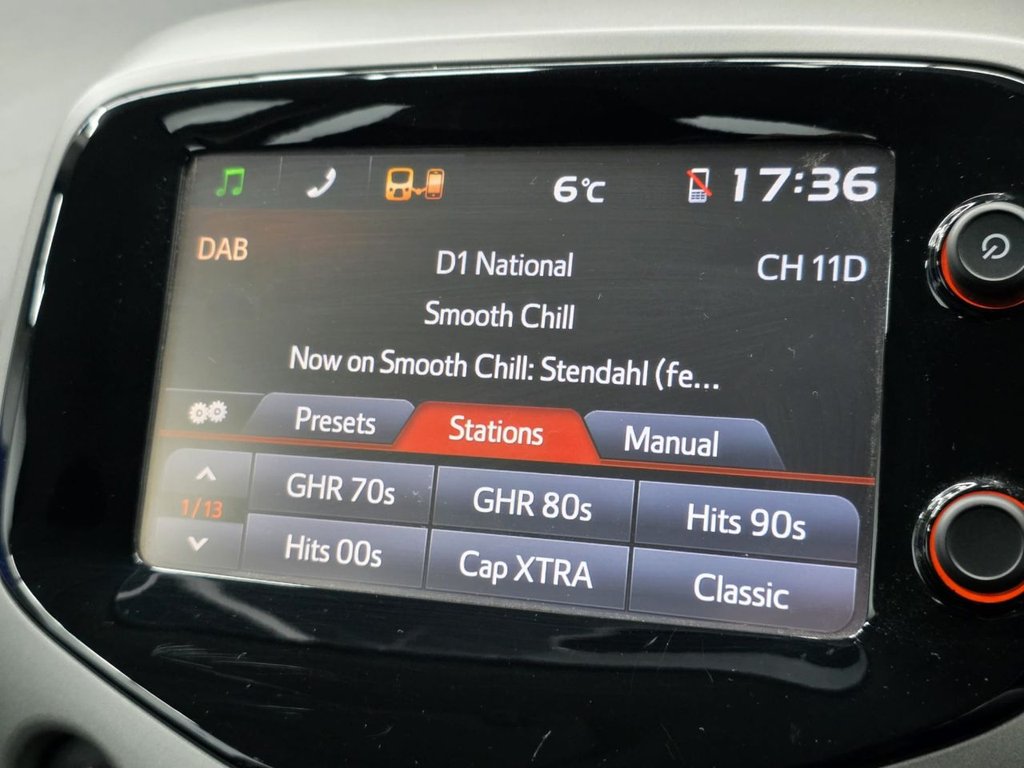 6°C 17:36
DAB D1 National CH 11D
Smooth Chill
Now on Smooth Chill: Stendahl (fe...
Presets Stations Manual
1/13 GHR 70s GHR 80s Hits 90s
Hits 00s Cap XTRA Classic